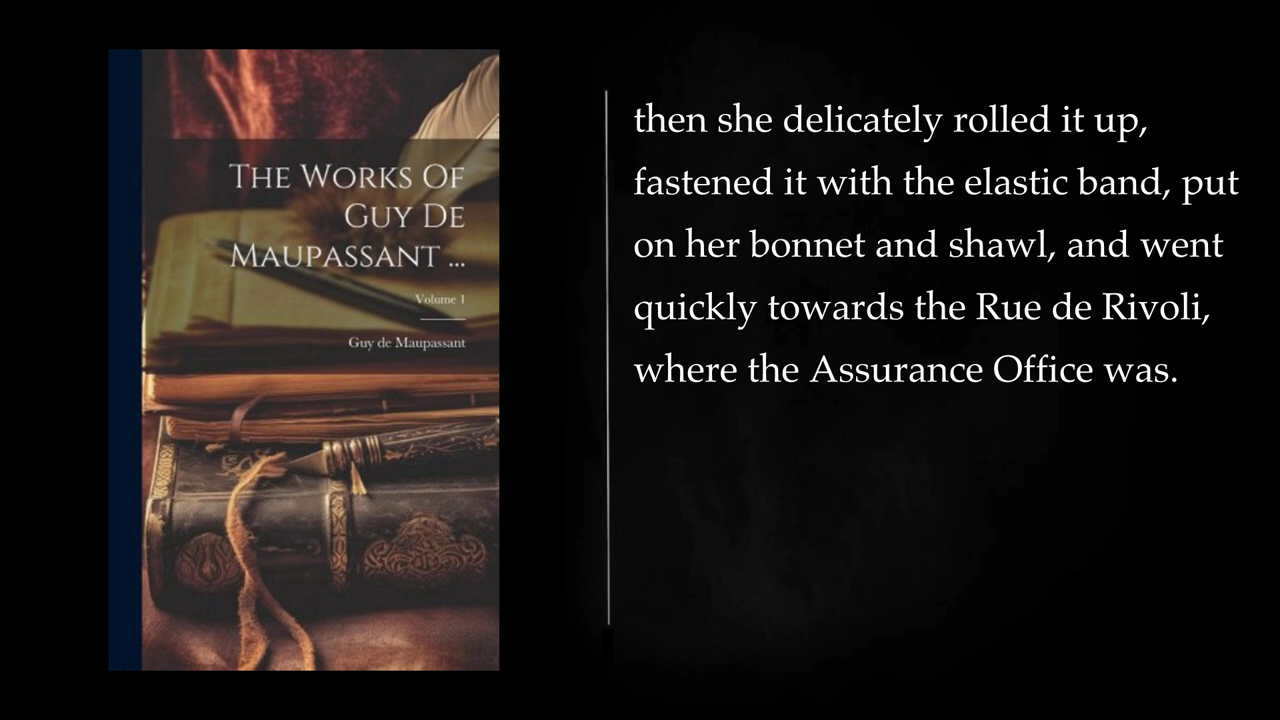 The Works Of
Guy De
Maupassant ...
Volume 1
Guy de Maupassant
then she delicately rolled it up,
fastened it with the elastic band, put
on her bonnet and shawl, and went
quickly towards the Rue de Rivoli,
where the Assurance Office was.